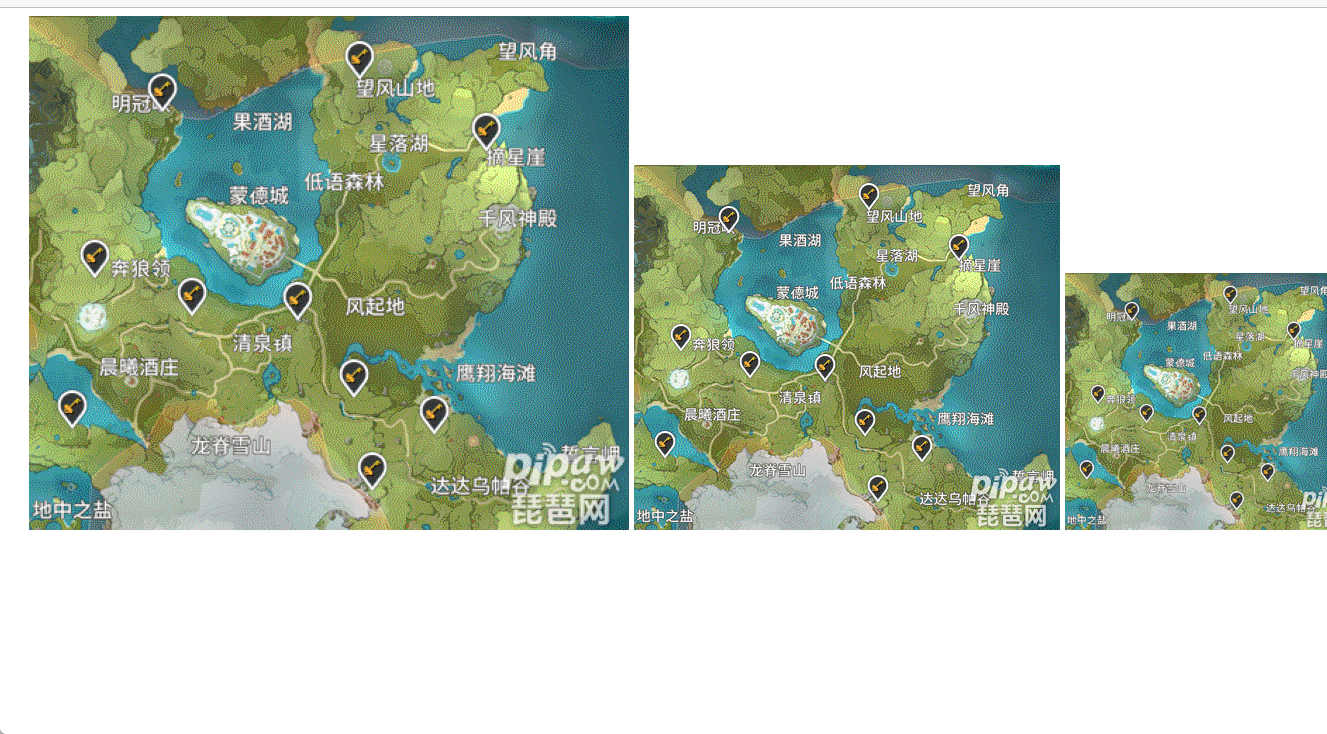 望风角
望风山地
明冠
果酒湖
星落湖
摘星崖
低语森林
蒙德城
千风神殿
奔狼领
风起地
清泉镇
晨曦酒庄
鹰翔海滩
龙脊雪山
誓言岬
达达乌帕谷
地中之盐
pipaw
.com
琵琶网
望风角
望风山地
明冠
果酒湖
星落湖
摘星崖
低语森林
蒙德城
千风神殿
奔狼领
风起地
清泉镇
晨曦酒庄
鹰翔海滩
龙脊雪山
誓言岬
达达乌帕谷
地中之盐
pipaw
.com
琵琶网
望风角
望风山地
明冠
果酒湖
星落湖
摘星崖
低语森林
蒙德城
千风神殿
奔狼领
风起地
清泉镇
晨曦酒庄
鹰翔海滩
龙脊雪山
达达乌帕谷
地中之盐